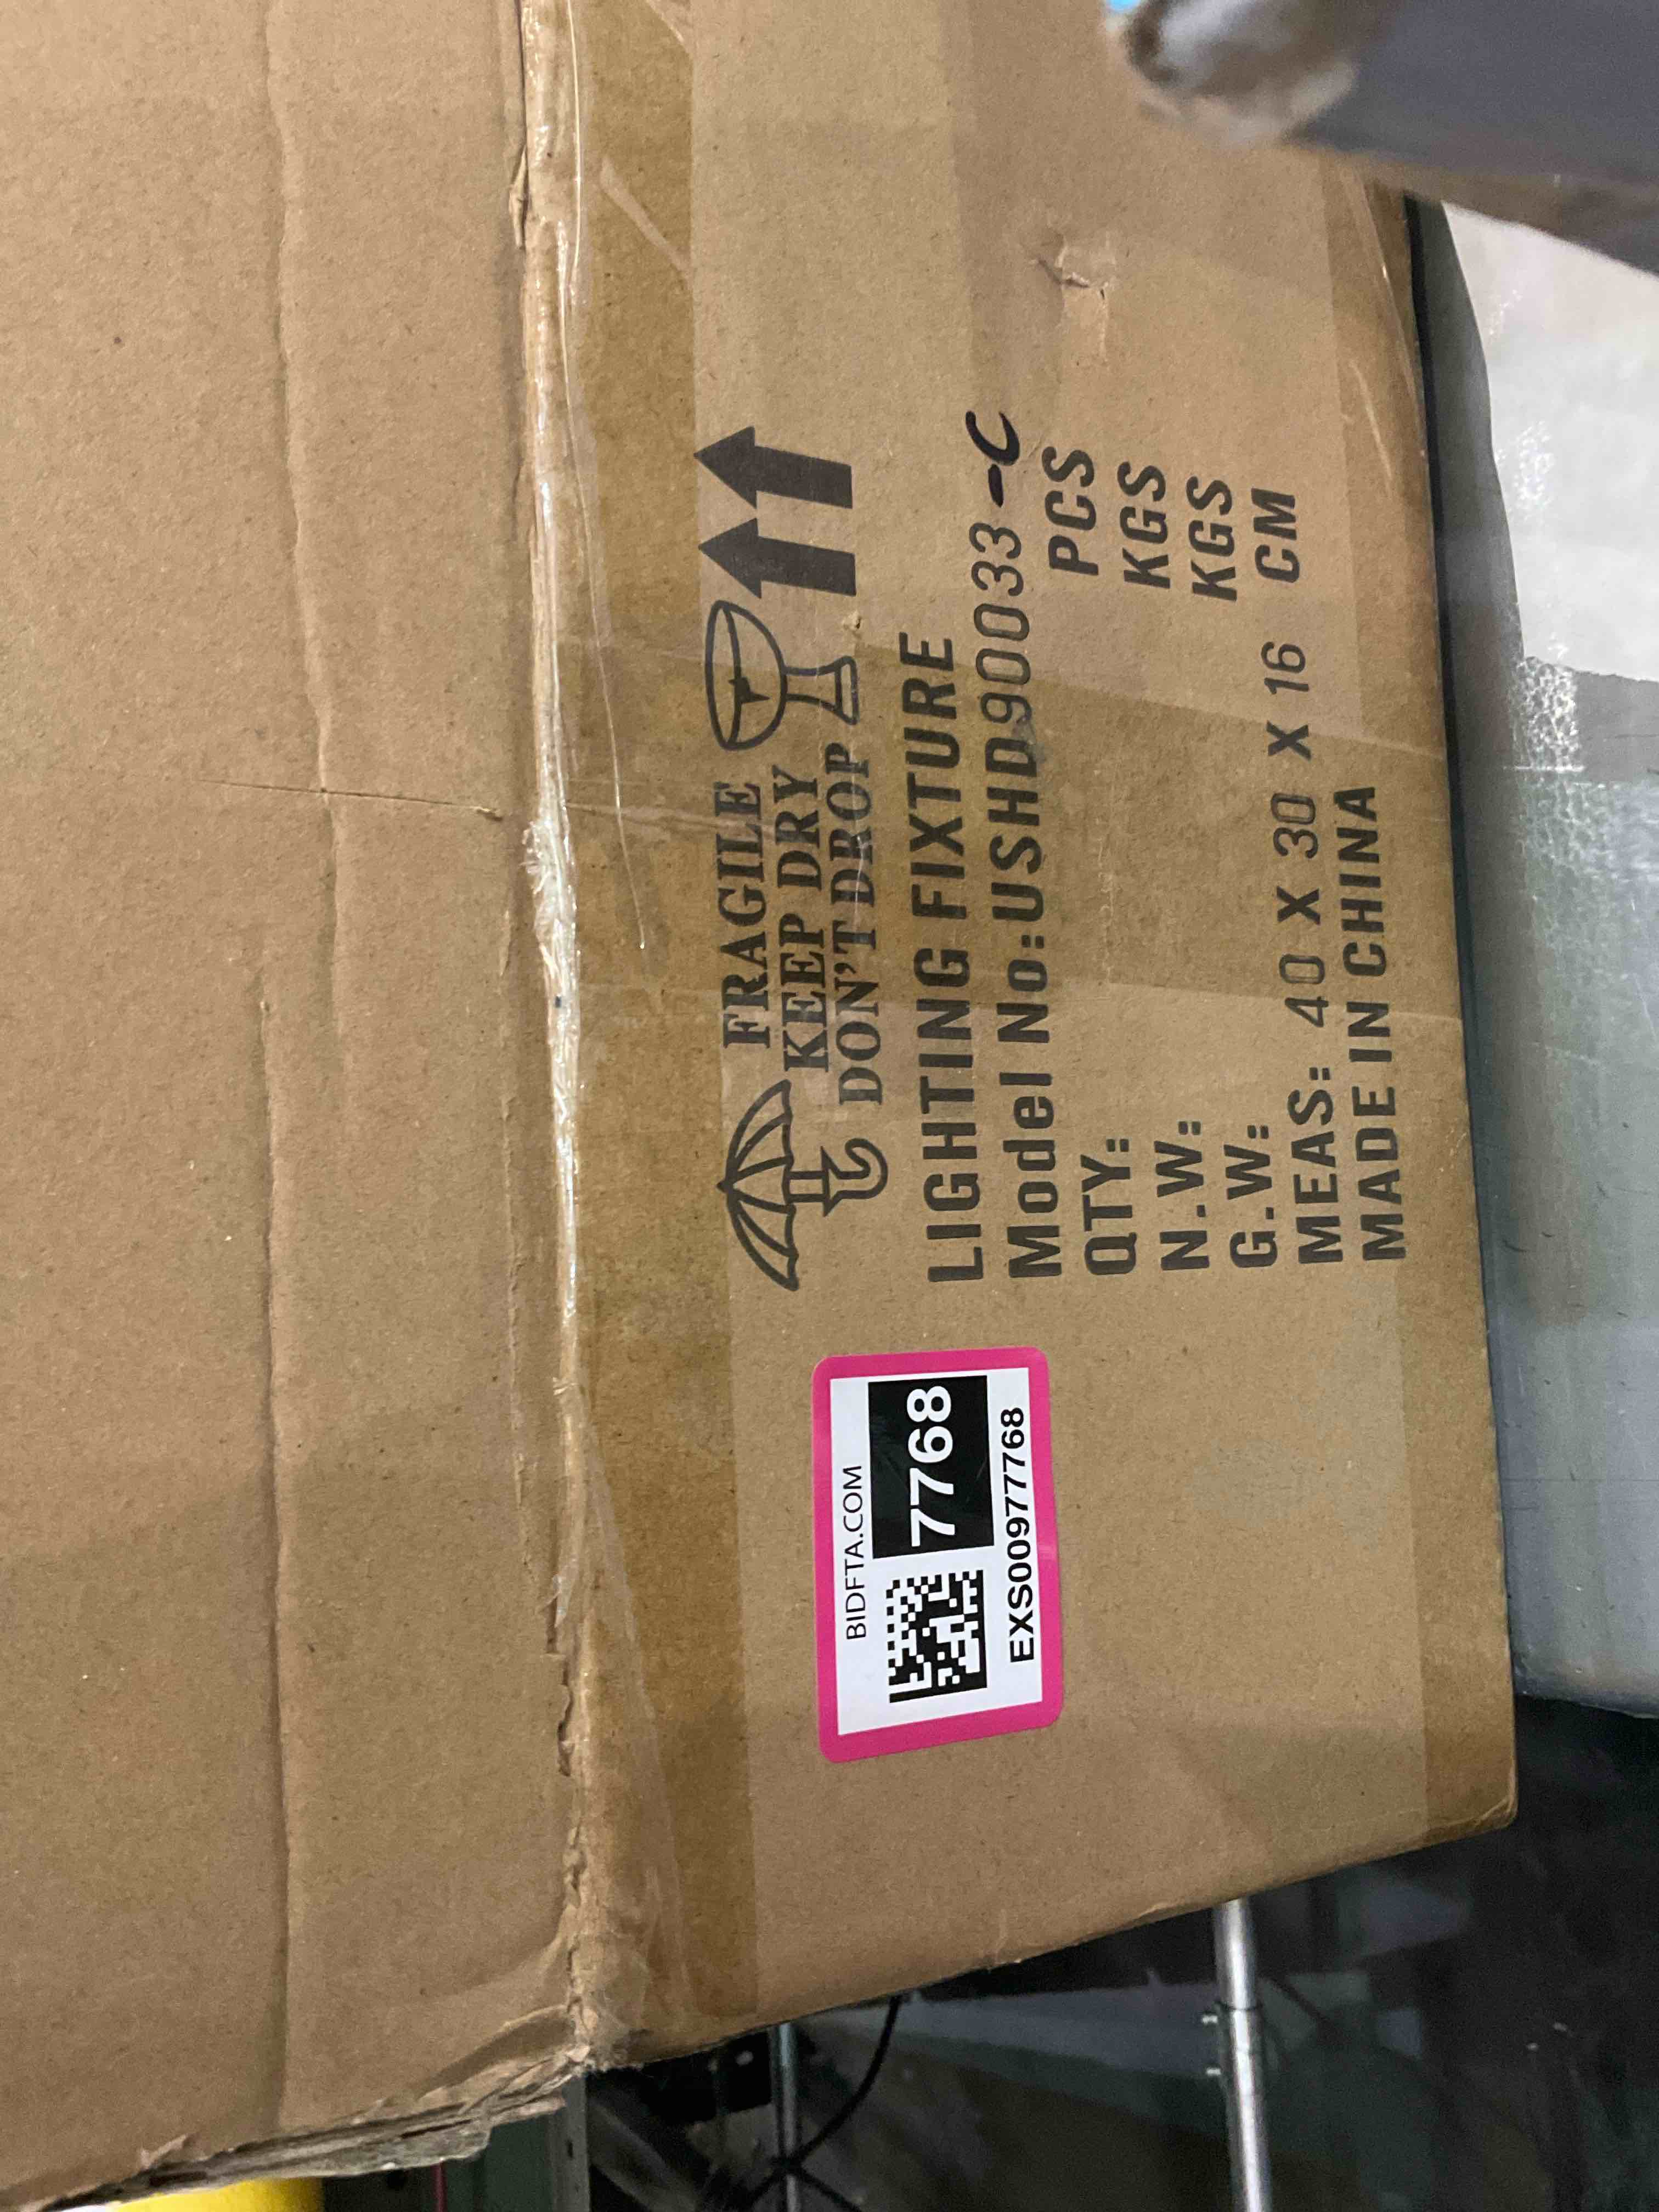 FRAGILE
KEEP DRY
DON'T DROP
LIGHTING FIXTURE
Model No:USHD900033-C
QTY: PCS
N.W: KGS
G.W: KGS
MEAS: 40 X 30 X 16 CM
MADE IN CHINA
BIDFTA.COM
7768
EXS00977768